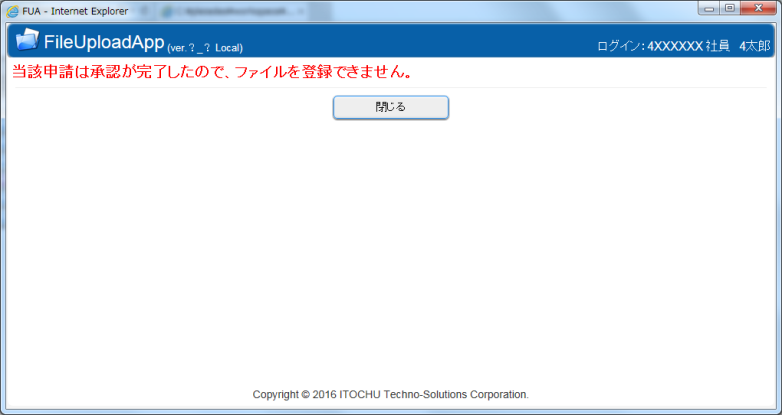 FUA - Internet Explorer
FileUploadApp (ver.?_? Local)
ログイン:4XXXXXX 社員 4太郎
当該申請は承認が完了したので、ファイルを登録できません。
閉じる
Copyright © 2016 ITOCHU Techno-Solutions Corporation.